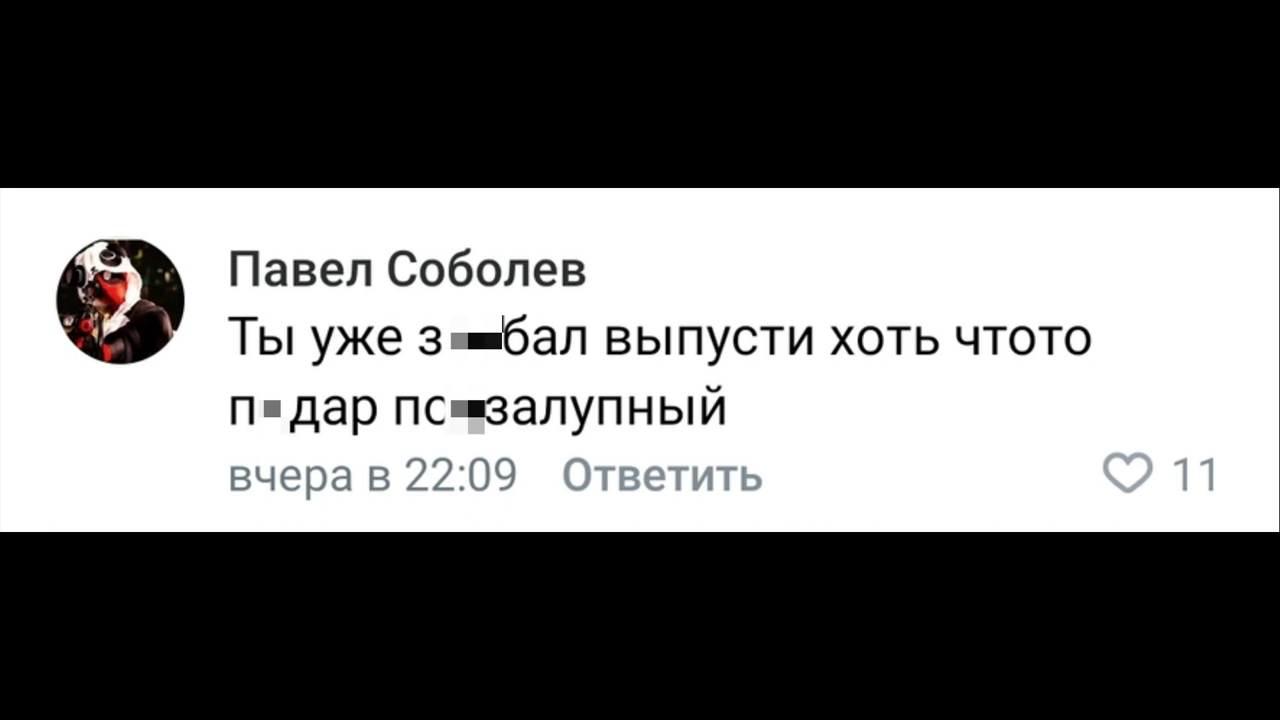 Павел Соболев
Ты уже выпусти хоть чтото
вчера в 22:09 Ответить 11